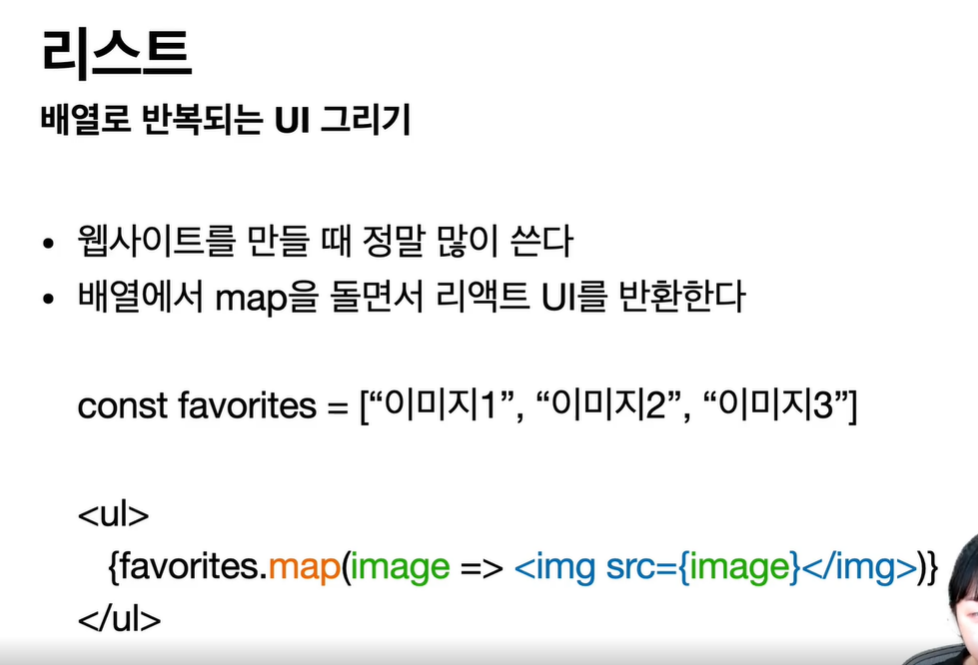 리스트
배열로 반복되는 UI 그리기
• 웹사이트를 만들 때 정말 많이 쓴다
• 배열에서 map을 돌면서 리액트 UI를 반환한다
const favorites = [“이미지1”, “이미지2”, “이미지3”]
<ul>
{favorites.map(image => <img src={image}</img>)}
</ul>